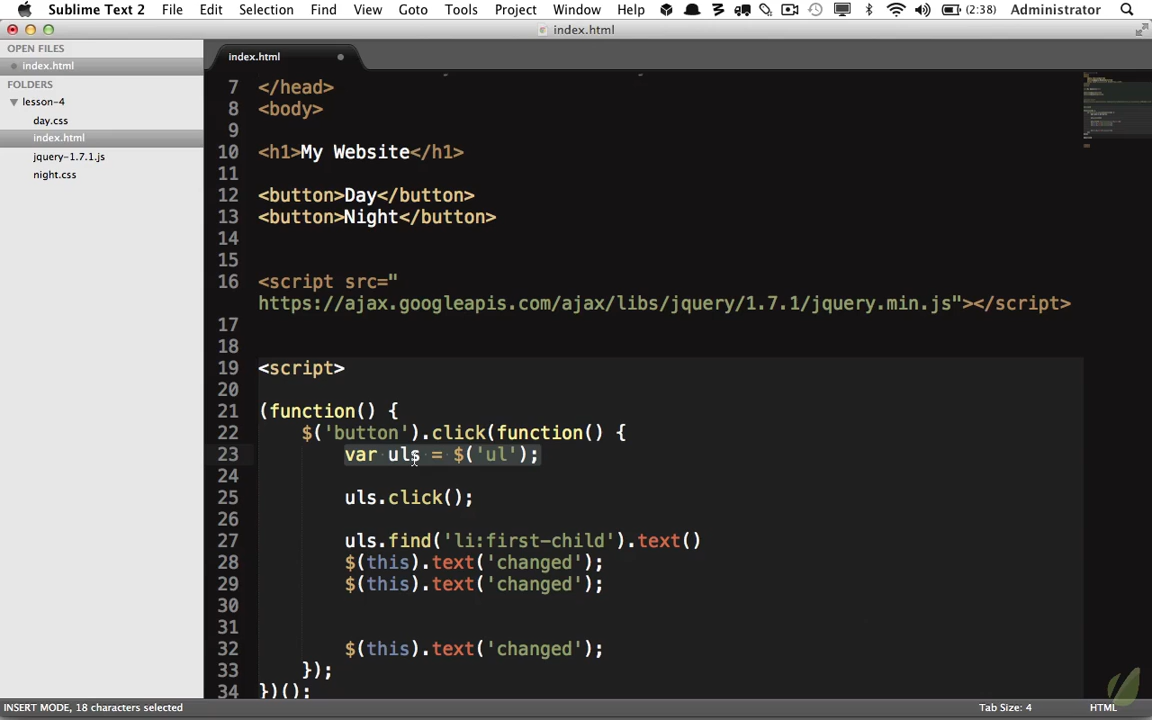 Sublime Text 2 File Edit Selection Find View Goto Tools Project Window Help (2:38) Administrator
index.html
OPEN FILES
index.html
FOLDERS
lesson-4
day.css
index.html
jquery-1.7.1.js
night.css
index.html
7 </head>
8 <body>
9
10 <h1>My Website</h1>
11
12 <button>Day</button>
13 <button>Night</button>
14
15
16 <script src="
https://ajax.googleapis.com/ajax/libs/jquery/1.7.1/jquery.min.js"></script>
17
18
19 <script>
20
21 (function() {
22 $('button').click(function() {
23 var uls = $('ul');
24
25 uls.click();
26
27 uls.find('li:first-child').text()
28 $(this).text('changed');
29 $(this).text('changed');
30
31
32 $(this).text('changed');
33 });
34 })();
INSERT MODE, 18 characters selected Tab Size: 4 HTML